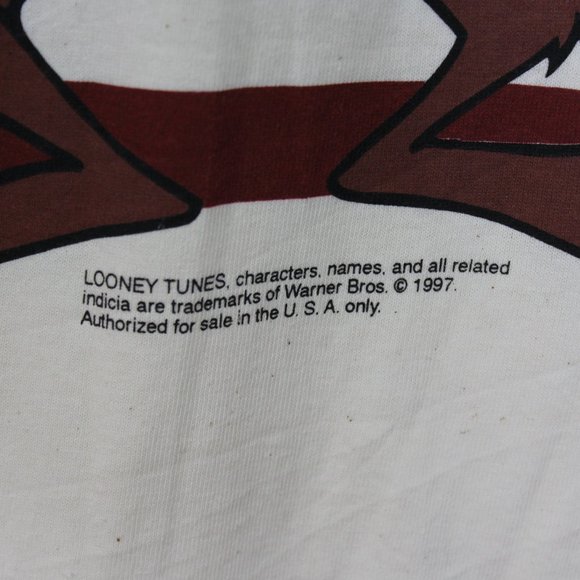 LOONEY TUNES, characters, names, and all related
indicia are trademarks of Warner Bros. © 1997.
Authorized for sale in the U. S. A. only.